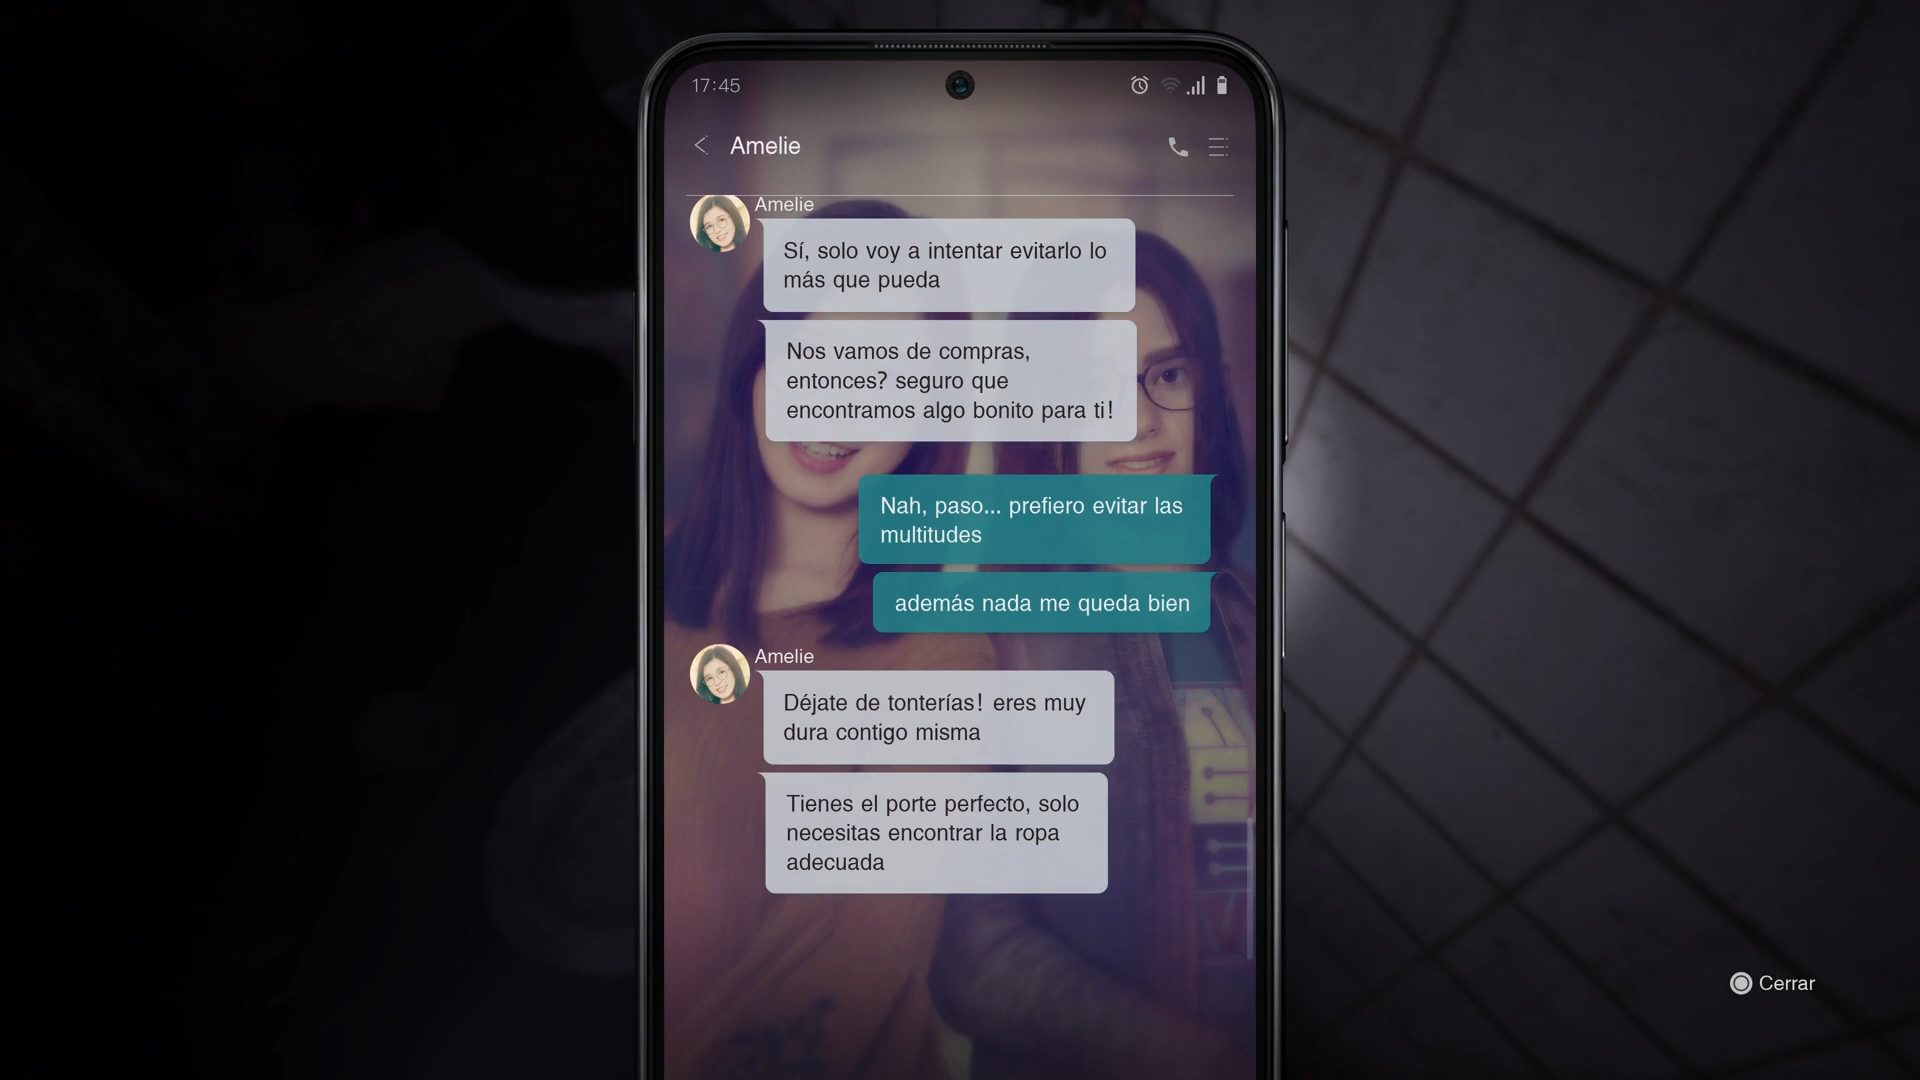 17:45
Amelie
Amelie
Sí, solo voy a intentar evitarlo lo
más que pueda
Nos vamos de compras,
entonces? seguro que
encontramos algo bonito para ti!
Nah, paso... prefiero evitar las
multitudes
además nada me queda bien
Amelie
Déjate de tonterías! eres muy
dura contigo misma
Tienes el porte perfecto, solo
necesitas encontrar la ropa
adecuada
Cerrar